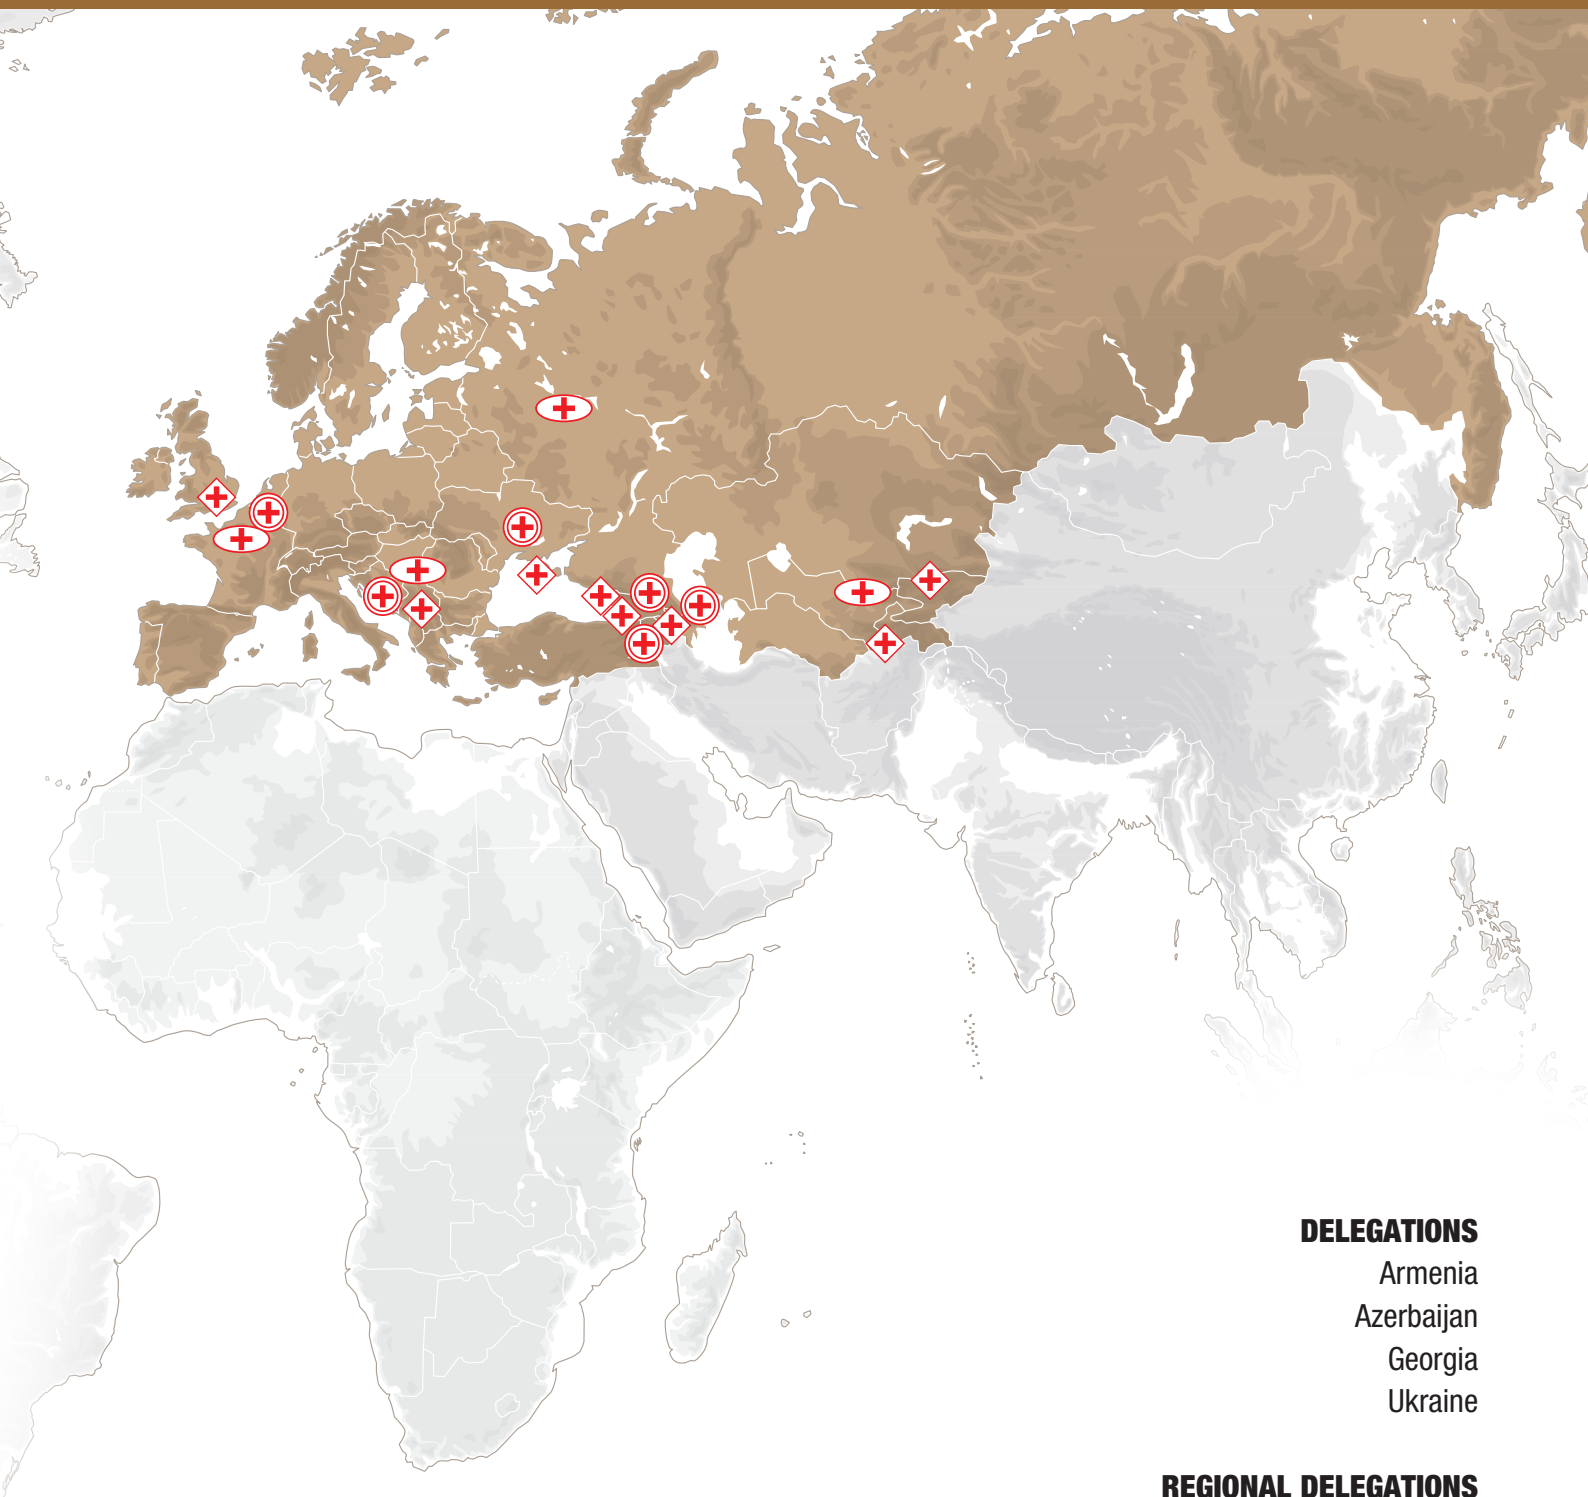 DELEGATIONS
Armenia
Azerbaijan
Georgia
Ukraine
REGIONAL DELEGATIONS